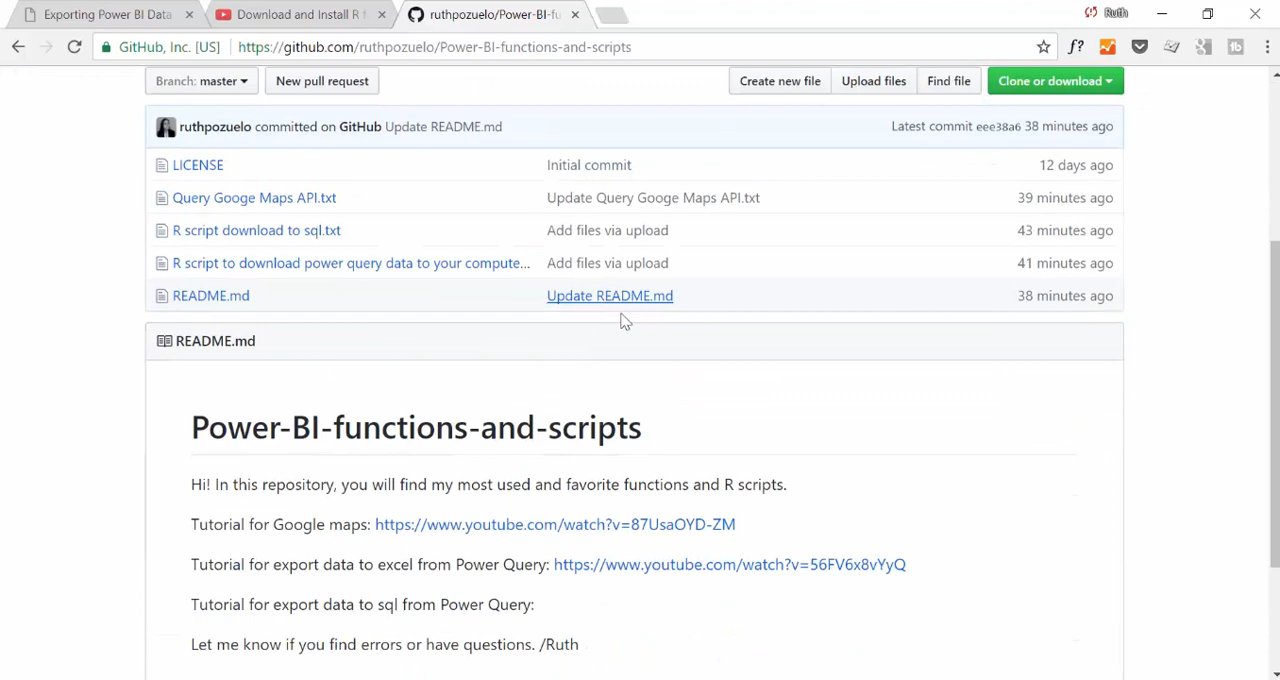 Exporting Power BI Data
Download and Install R f
ruthpozuelo/Power-BI-fu
Ruth
GitHub, Inc. [US]
https://github.com/ruthpozuelo/Power-BI-functions-and-scripts
f?
Branch: master
New pull request
Create new file
Upload files
Find file
Clone or download
ruthpozuelo committed on GitHub Update README.md
Latest commit eee38a6 38 minutes ago
LICENSE
Initial commit
12 days ago
Query Googe Maps API.txt
Update Query Googe Maps API.txt
39 minutes ago
R script download to sql.txt
Add files via upload
43 minutes ago
R script to download power query data to your compute...
Add files via upload
41 minutes ago
README.md
Update README.md
38 minutes ago
README.md
Power-BI-functions-and-scripts
Hi! In this repository, you will find my most used and favorite functions and R scripts.
Tutorial for Google maps: https://www.youtube.com/watch?v=87UsaOYD-ZM
Tutorial for export data to excel from Power Query: https://www.youtube.com/watch?v=56FV6x8vYyQ
Tutorial for export data to sql from Power Query:
Let me know if you find errors or have questions. /Ruth